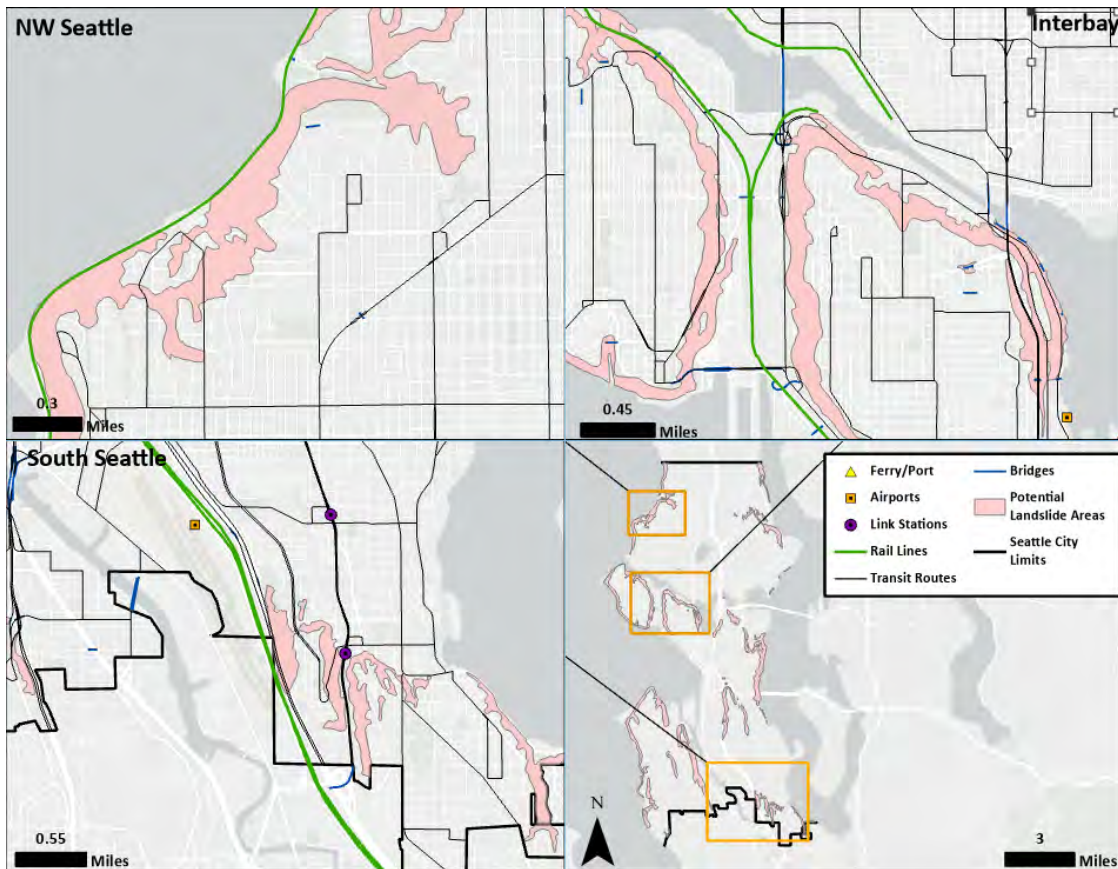 NW Seattle
0.3
Miles
Interbay
0.45
Miles
South Seattle
0.55
Miles
Ferry/Port
Airports
Link Stations
Rail Lines
Transit Routes
Bridges
Potential
Landslide Areas
Seattle City
Limits
N
3
Miles